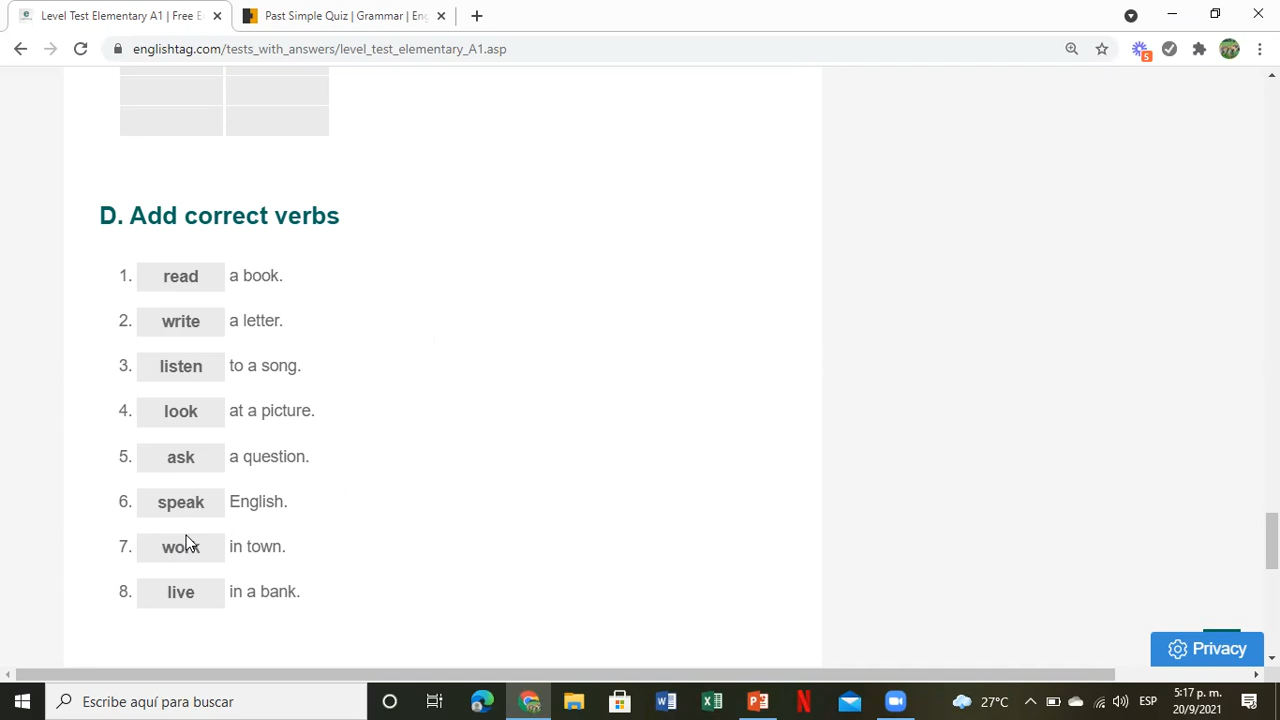 Level Test Elementary A1 | Free E
Past Simple Quiz | Grammar | Eng
englishtag.com/tests_with_answers/level_test_elementary_A1.asp
5
D. Add correct verbs
1. read a book.
2. write a letter.
3. listen to a song.
4. look at a picture.
5. ask a question.
6. speak English.
7. work in town.
8. live in a bank.
Privacy
Escribe aquí para buscar
27°C
ESP
5:17 p. m.
20/9/2021